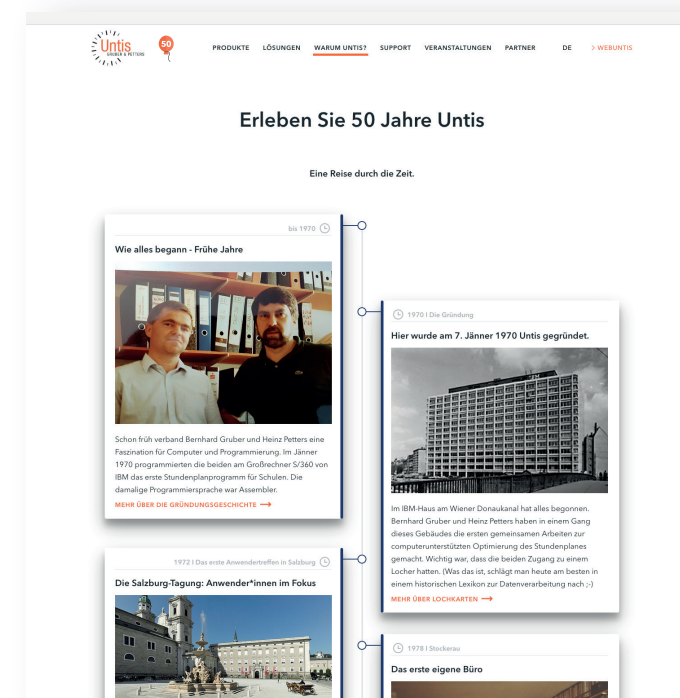 Untis
GRUBER & PETTERS
50
PRODUKTE LÖSUNGEN WARUM UNTIS? SUPPORT VERANSTALTUNGEN PARTNER DE > WEBUNTIS
Erleben Sie 50 Jahre Untis
Eine Reise durch die Zeit.
bis 1970
Wie alles begann - Frühe Jahre
Schon früh verband Bernhard Gruber und Heinz Petters eine
Faszination für Computer und Programmierung. Im Jänner
1970 programmierten die beiden am Großrechner S/360 von
IBM das erste Stundenplanprogramm für Schulen. Die
damalige Programmiersprache war Assembler.
MEHR ÜBER DIE GRÜNDUNGSGESCHICHTE
1970 I Die Gründung
Hier wurde am 7. Jänner 1970 Untis gegründet.
IBM
Im IBM-Haus am Wiener Donaukanal hat alles begonnen.
Bernhard Gruber und Heinz Petters haben in einem Gang
dieses Gebäudes die ersten gemeinsamen Arbeiten zur
computerunterstützten Optimierung des Stundenplanes
gemacht. Wichtig war, dass die beiden Zugang zu einem
Locher hatten. (Was das ist, schlägt man heute am besten in
einem historischen Lexikon zur Datenverarbeitung nach ;-)
MEHR ÜBER LOCHKARTEN
1972 I Das erste Anwendertreffen in Salzburg
Die Salzburg-Tagung: Anwender*innen im Fokus
1978 I Stockerau
Das erste eigene Büro